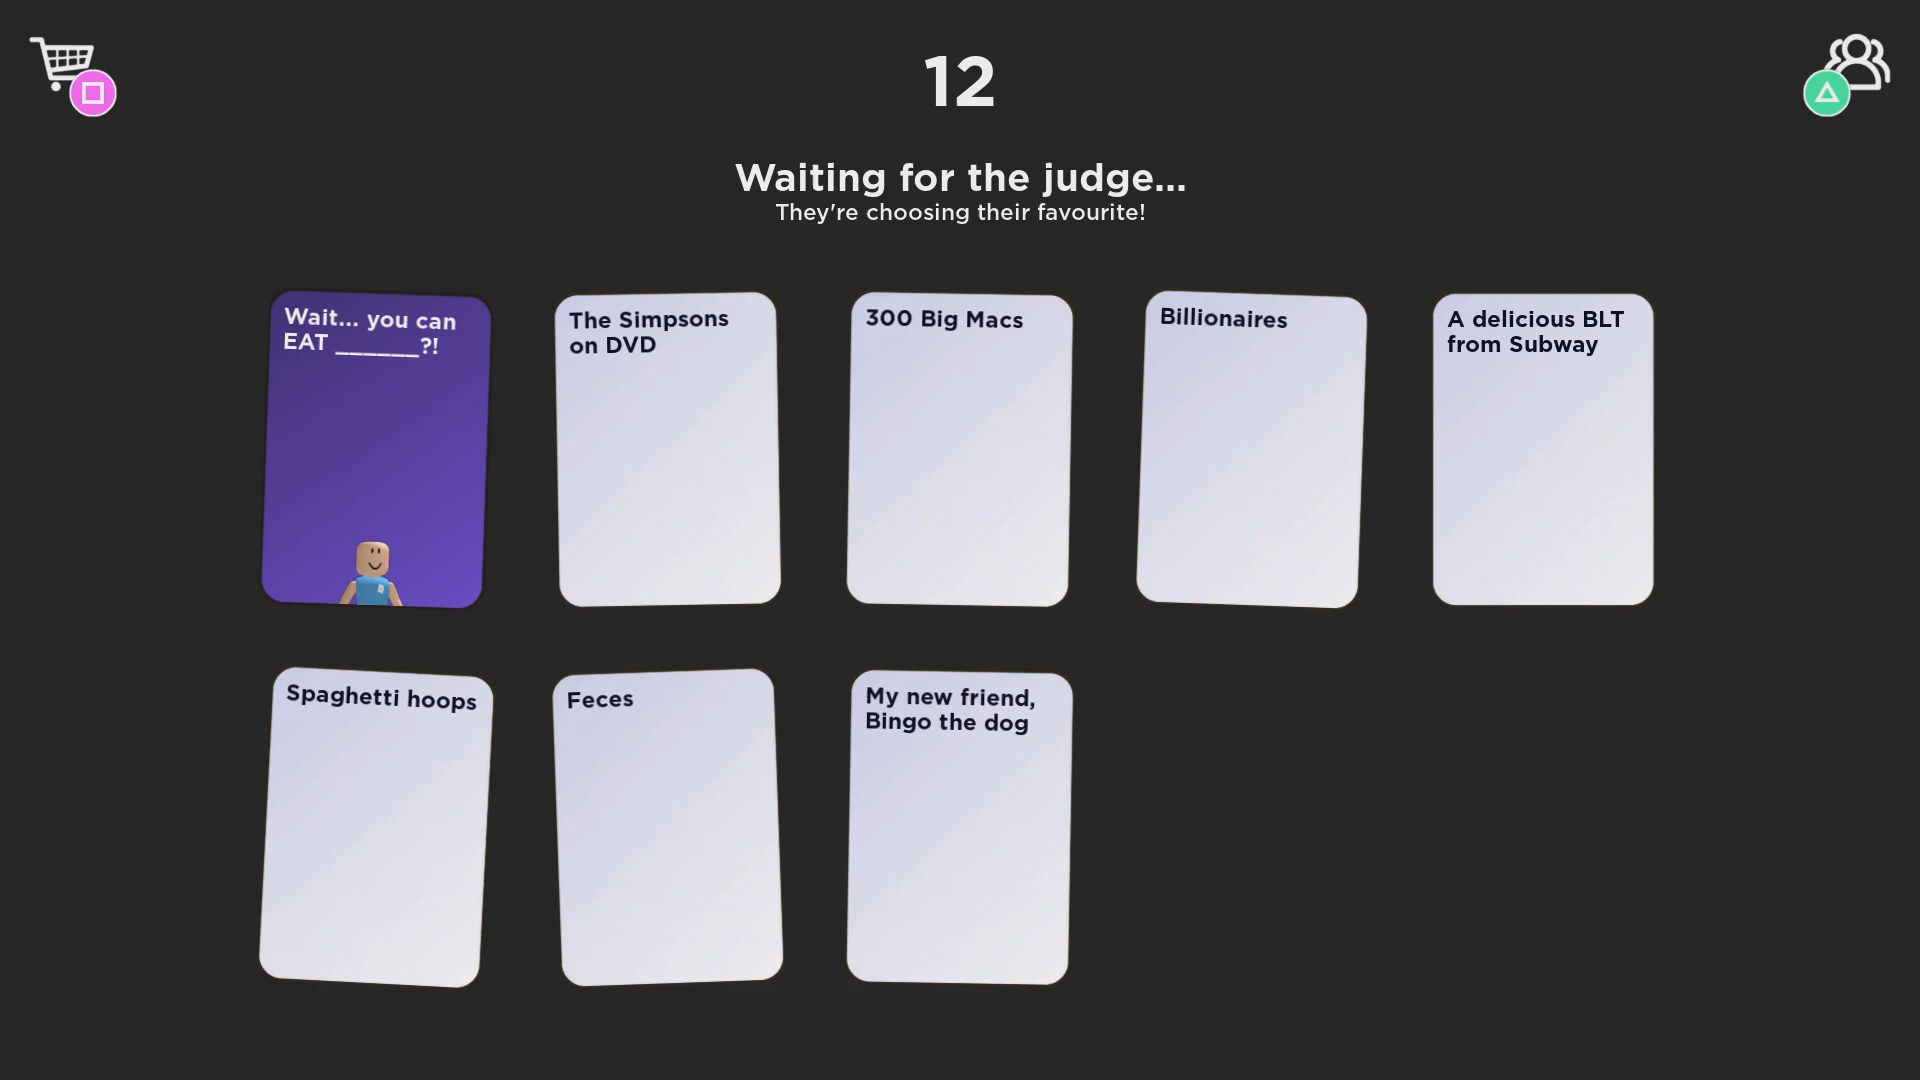 12
Waiting for the judge...
They're choosing their favourite!
Wait... you can
EAT ______?!
The Simpsons
on DVD
300 Big Macs
Billionaires
A delicious BLT
from Subway
Spaghetti hoops
Feces
My new friend,
Bingo the dog